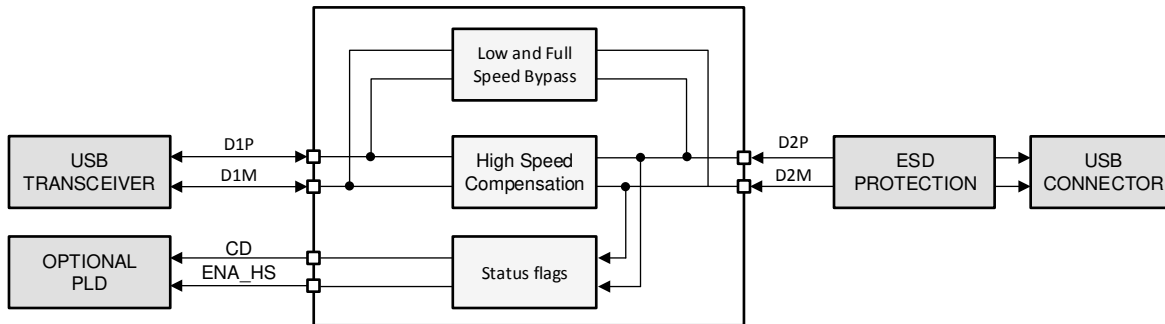 Low and Full
Speed Bypass
D1P
D1M
USB
TRANSCEIVER
High Speed
Compensation
D2P
D2M
ESD
PROTECTION
USB
CONNECTOR
CD
ENA_HS
OPTIONAL
PLD
Status flags